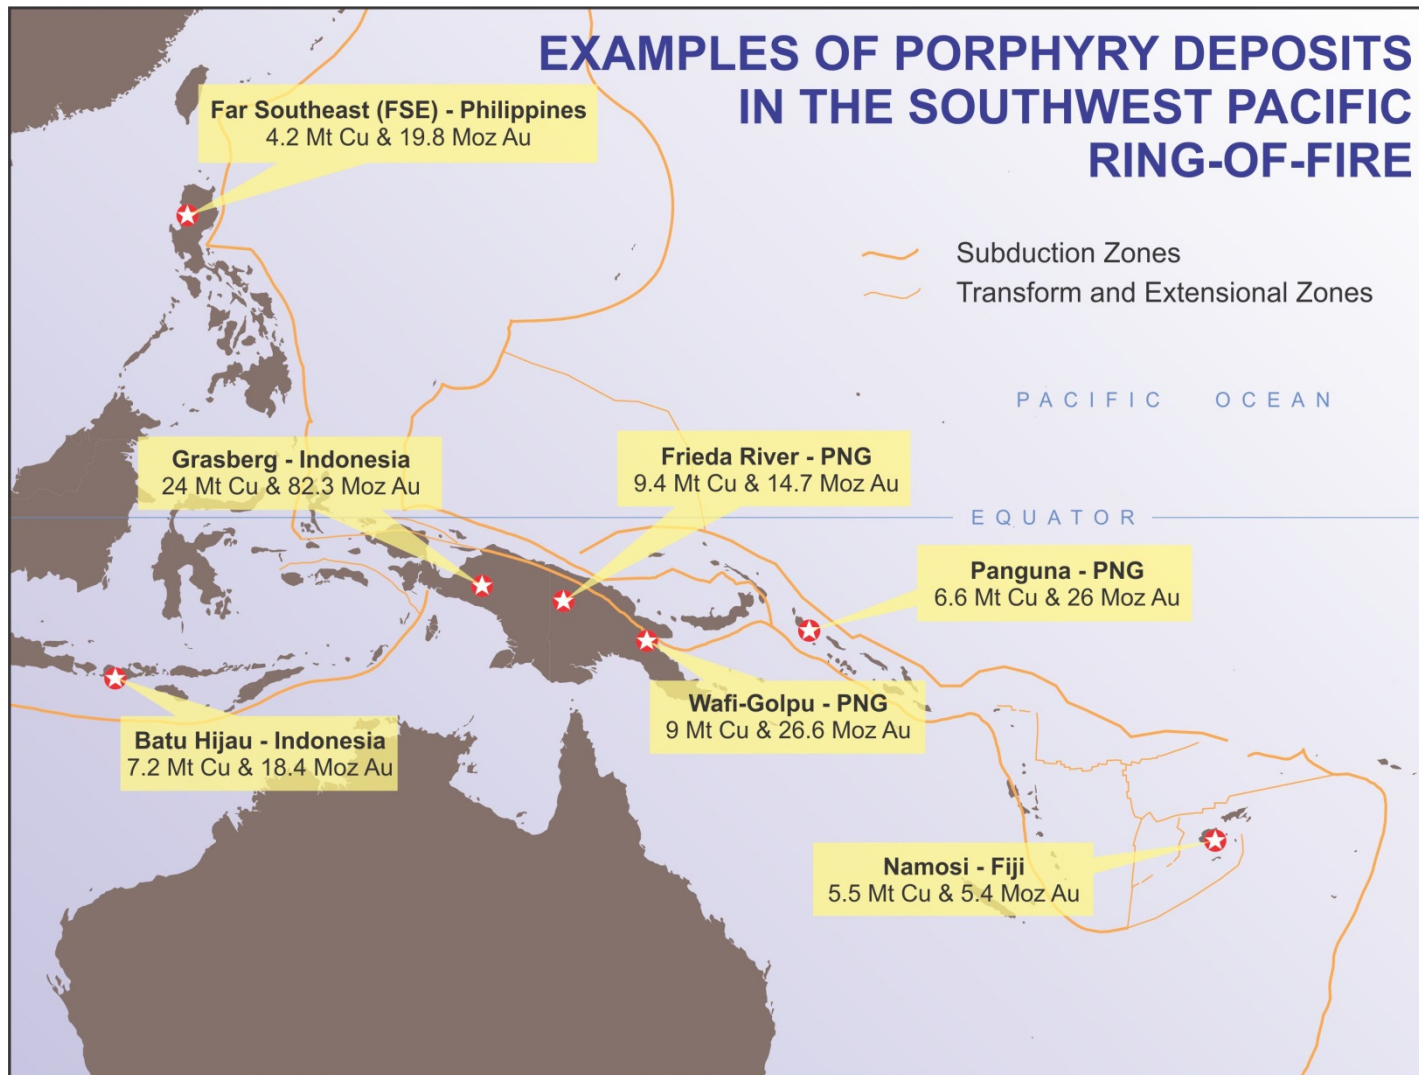 EXAMPLES OF PORPHYRY DEPOSITS
IN THE SOUTHWEST PACIFIC
RING-OF-FIRE
Far Southeast (FSE) - Philippines
4.2 Mt Cu & 19.8 Moz Au
Subduction Zones
Transform and Extensional Zones
PACIFIC OCEAN
Grasberg - Indonesia
24 Mt Cu & 82.3 Moz Au
Frieda River - PNG
9.4 Mt Cu & 14.7 Moz Au
EQUATOR
Panguna - PNG
6.6 Mt Cu & 26 Moz Au
Wafi-Golpu - PNG
9 Mt Cu & 26.6 Moz Au
Batu Hijau - Indonesia
7.2 Mt Cu & 18.4 Moz Au
Namosi - Fiji
5.5 Mt Cu & 5.4 Moz Au